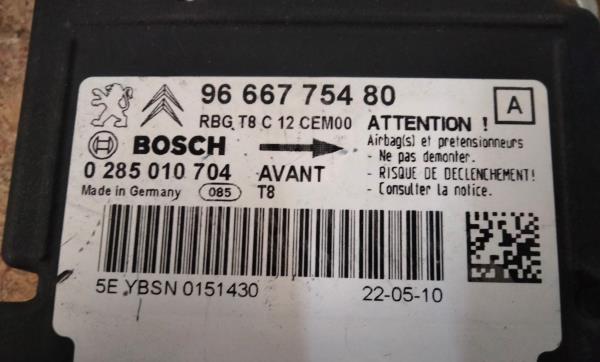 96 667 754 80
A
RBG T8 C 12 CEM00
ATTENTION !
BOSCH
Airbag(s) et pretensionneurs
- Ne pas demonter.
0 285 010 704 AVANT
- RISQUE DE DECLENCHEMENT!
Made in Germany 085 T8
- Consulter la notice.
5E YBSN 0151430 22-05-10